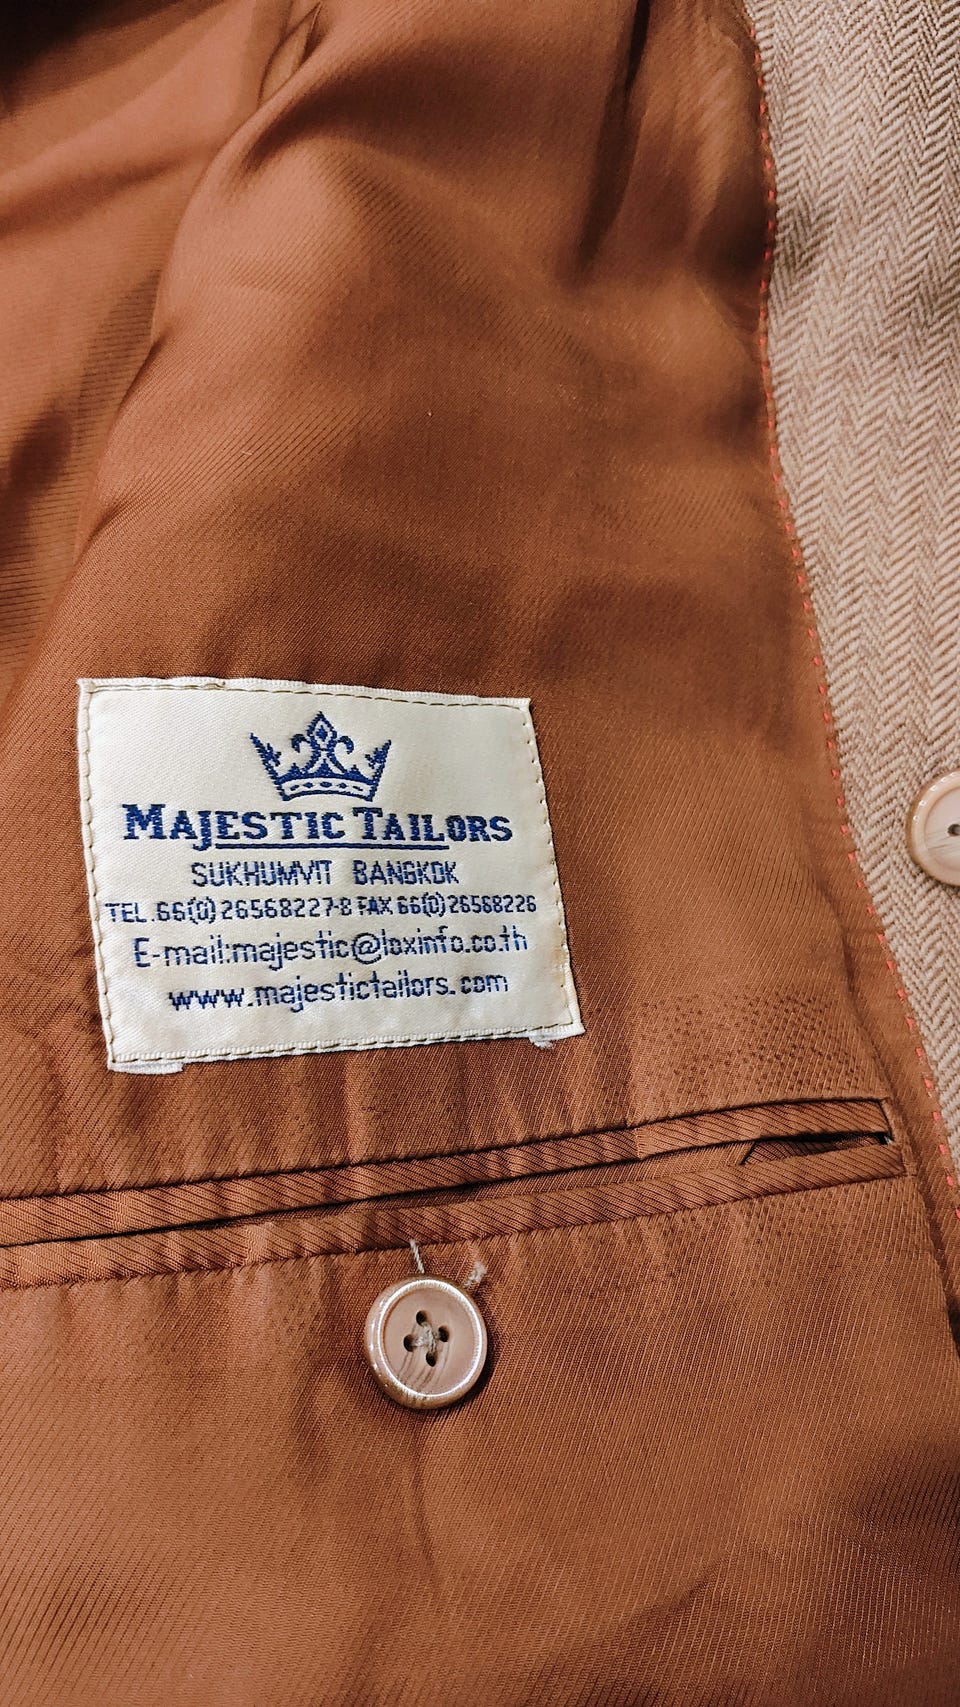 MAJESTIC TAILORS
SUKHUMVIT BANGKOK
TEL.66(0)26568227-8 FAX 66(0)26568226
E-mail:majestic@loxinfo.co.th
www.majestictailors.com